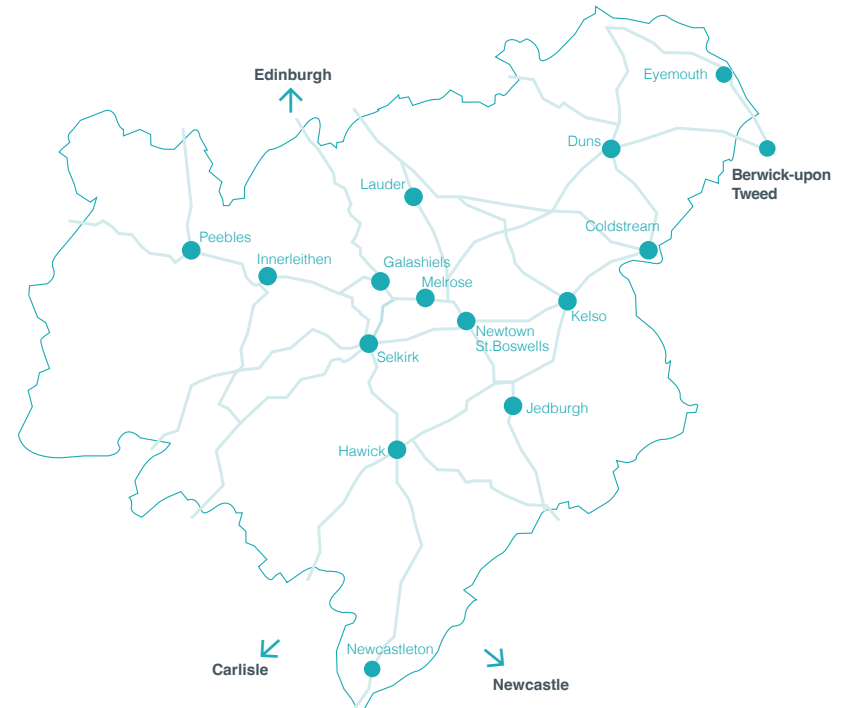 Edinburgh
Eyemouth
Duns
Berwick-upon
Tweed
Lauder
Coldstream
Peebles
Innerleithen
Galashiels
Melrose
Kelso
Newtown
St.Boswells
Selkirk
Jedburgh
Hawick
Newcastleton
Carlisle
Newcastle